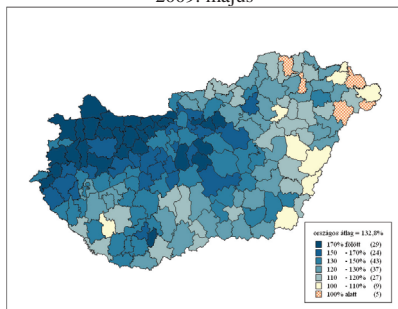 2009. május
országos átlag = 132,8%
170% fölött (29)
150 - 170% (24)
130 - 150% (43)
120 - 130% (37)
110 - 120% (27)
100 - 110% (9)
100% alatt (5)